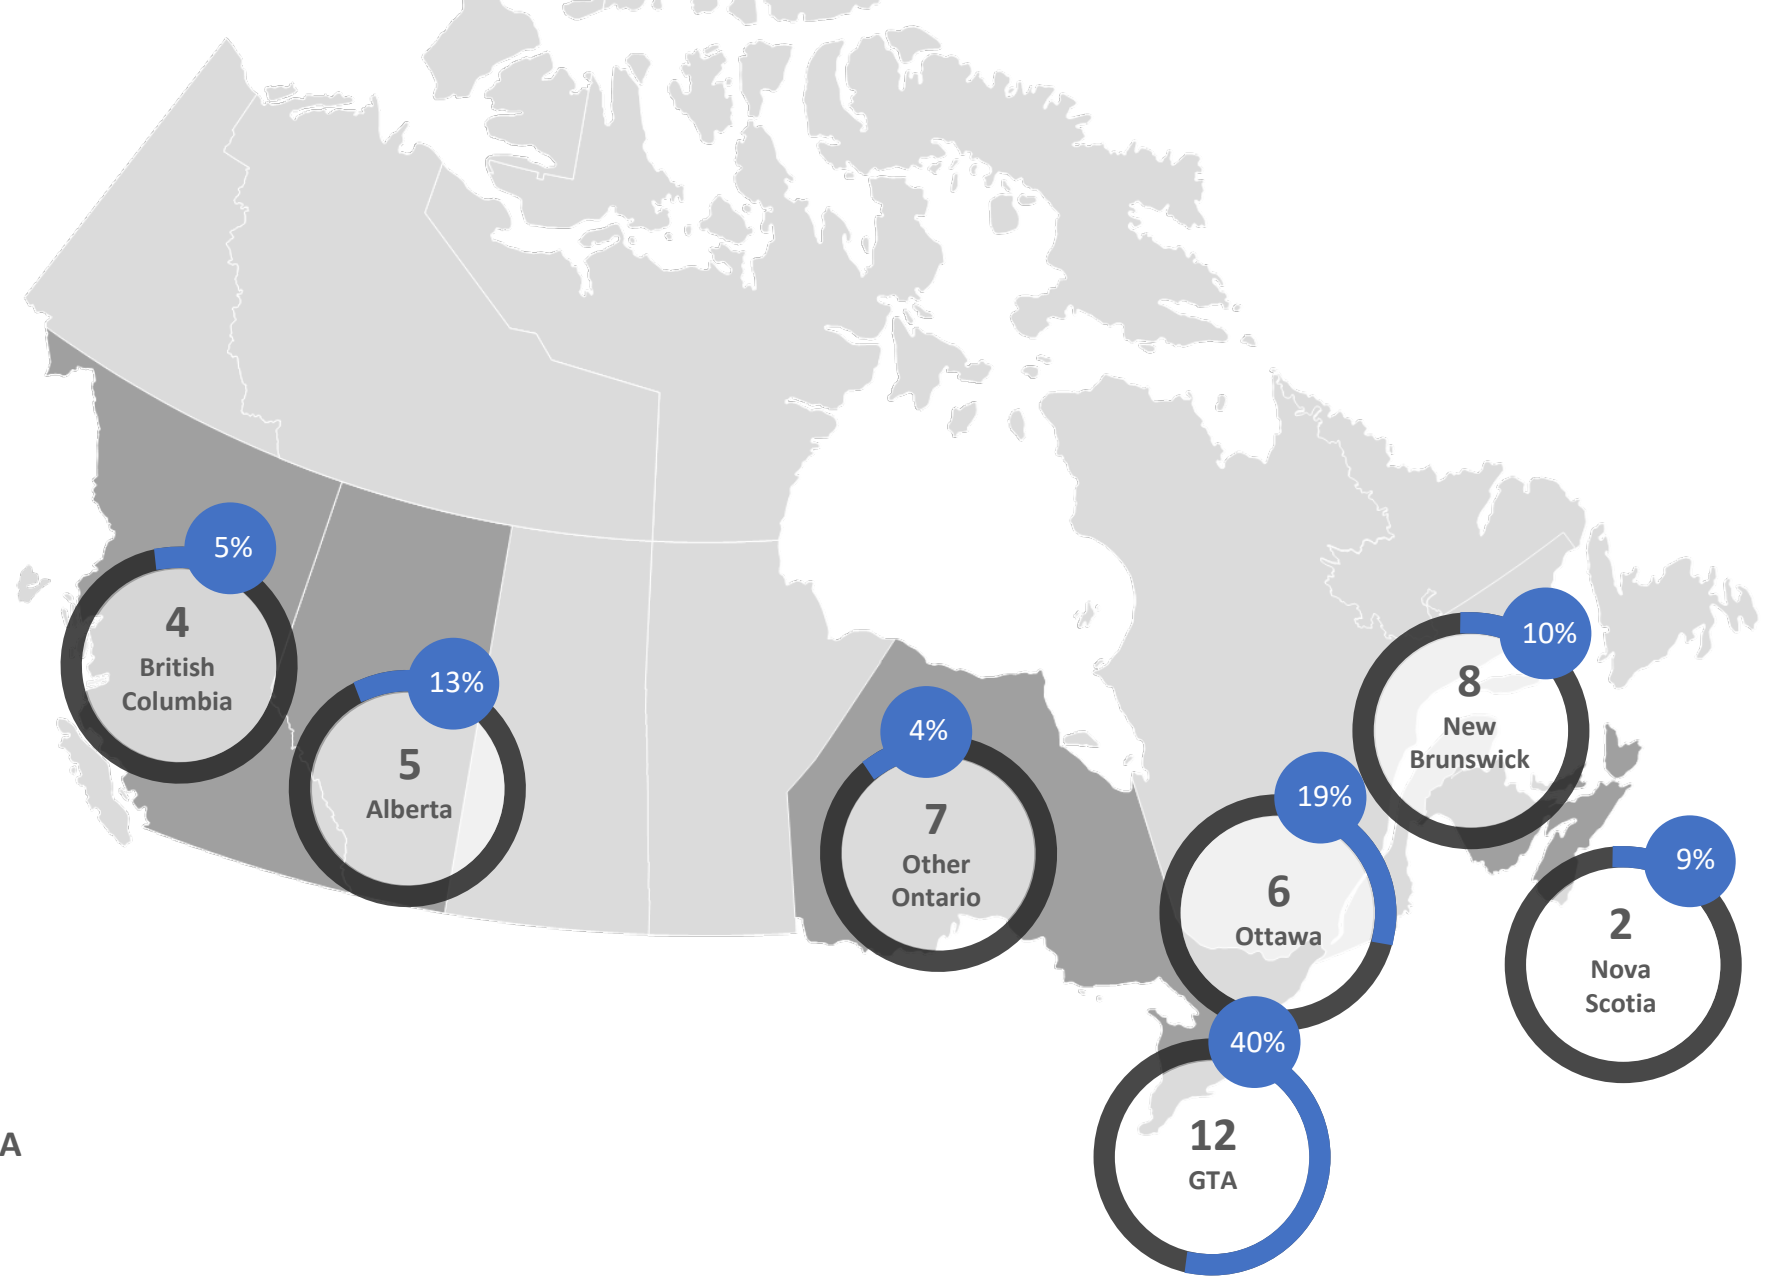 5%
4
British
Columbia
13%
5
Alberta
4%
7
Other
Ontario
10%
8
New
Brunswick
19%
6
Ottawa
9%
2
Nova
Scotia
40%
12
GTA
A